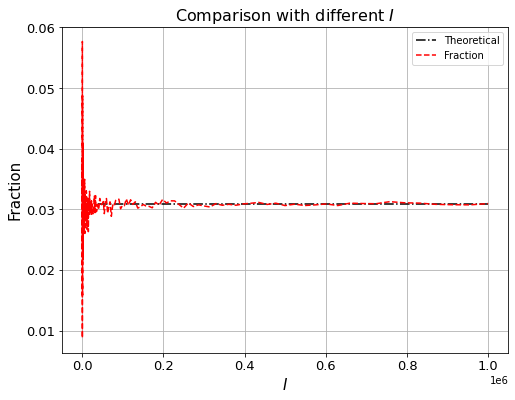 Comparison with different I
Theoretical
Fraction
Fraction
0.06
0.05
0.04
0.03
0.02
0.01
0.0 0.2 0.4 0.6 0.8 1.0
1e6
I